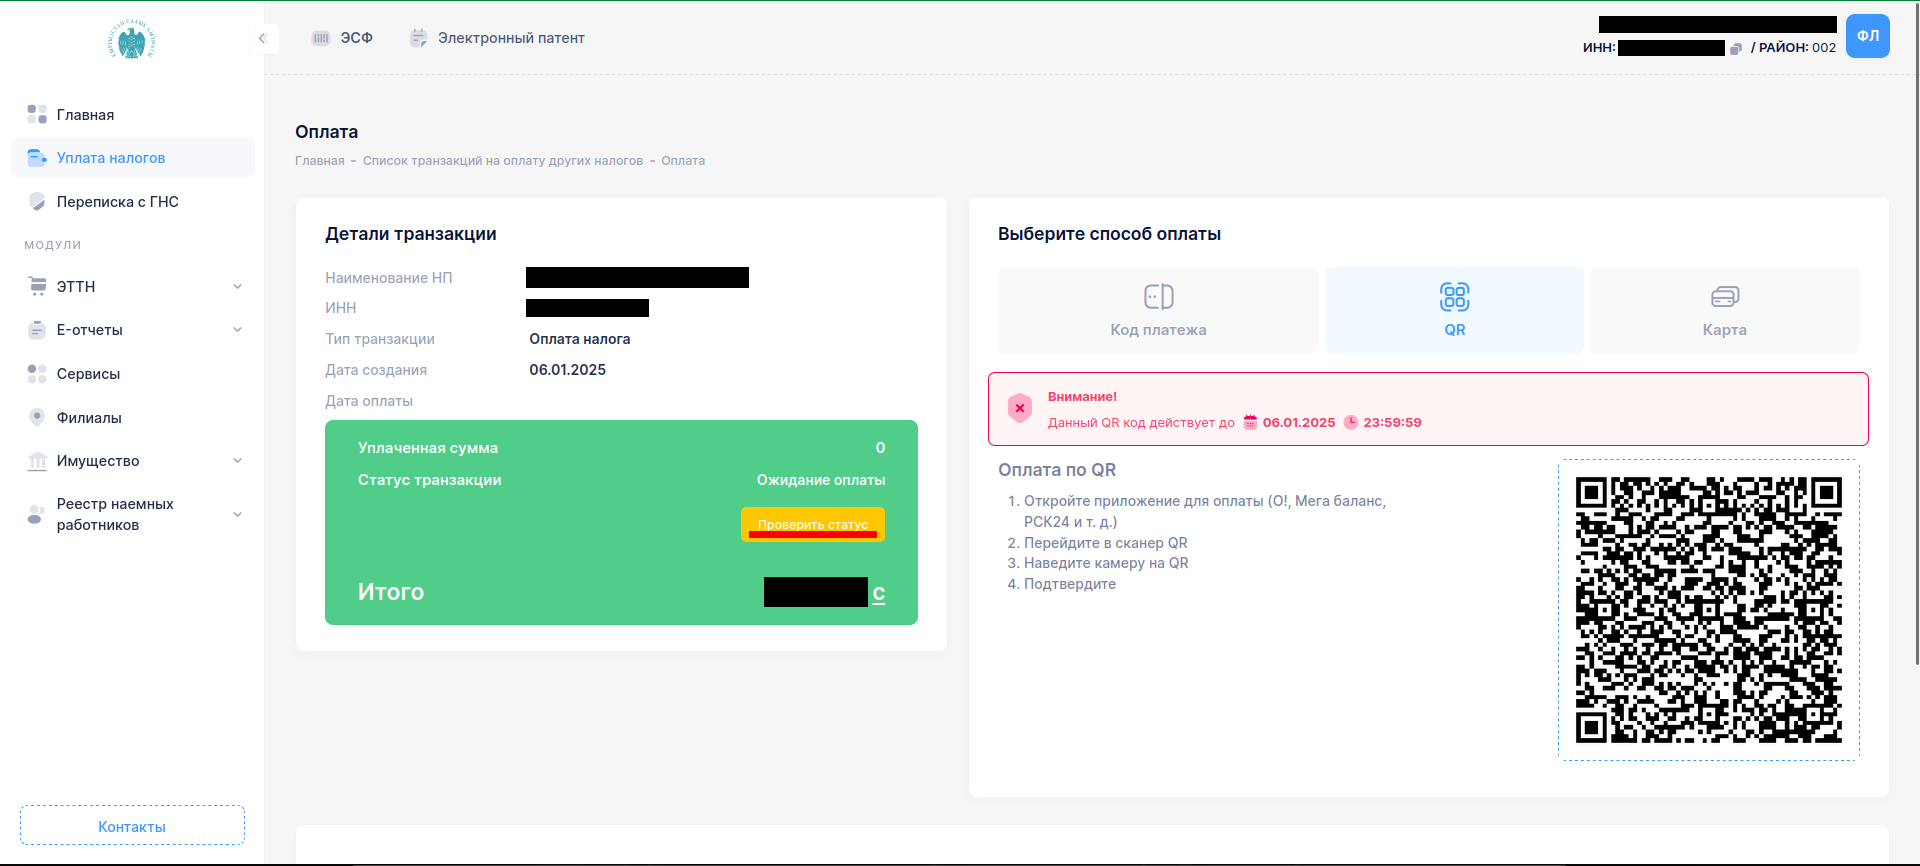 ЭСФ
Электронный патент
ИНН:
/ РАЙОН: 002
ФЛ
Главная
Уплата налогов
Переписка с ГНС
МОДУЛИ
ЭТТН
Е-отчеты
Сервисы
Филиалы
Имущество
Реестр наемных
работников
Контакты
Оплата
Главная - Список транзакций на оплату других налогов - Оплата
Детали транзакции
Наименование НП
ИНН
Тип транзакции Оплата налога
Дата создания 06.01.2025
Дата оплаты
Уплаченная сумма 0
Статус транзакции Ожидание оплаты
Проверить статус
Итого с
Выберите способ оплаты
Код платежа
QR
Карта
Внимание!
Данный QR код действует до 06.01.2025 23:59:59
Оплата по QR
1. Откройте приложение для оплаты (О!, Мега баланс,
РСК24 и т. д.)
2. Перейдите в сканер QR
3. Наведите камеру на QR
4. Подтвердите